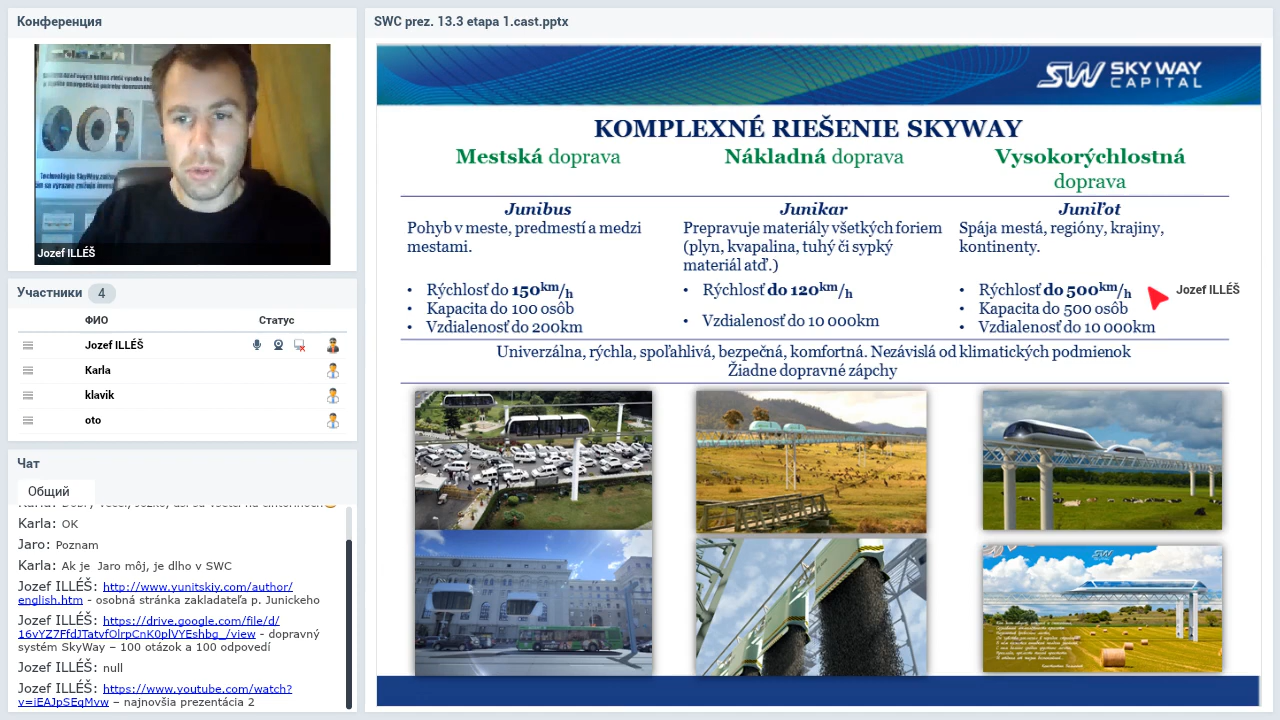 Конференция
Jozef ILLÉŠ
Участники 4
ФИО Статус
Jozef ILLÉŠ
Karla
klavik
oto
Чат
Общий
Karla: OK
Jaro: Poznam
Karla: Ak je Jaro môj, je dlho v SWC
Jozef ILLÉŠ: http://www.yunitskiy.com/author/
english.htm – osobná stránka zakladateľa p. Junickeho
Jozef ILLÉŠ: https://drive.google.com/file/d/
16vYZ7FfdJTatvfOlrpCnK0plVYEshbg_/view - dopravný
systém SkyWay – 100 otázok a 100 odpovedí
Jozef ILLÉŠ: null
Jozef ILLÉŠ: https://www.youtube.com/watch?
v=jEAJpSEqMvw – najnovšia prezentácia 2
SWC prez. 13.3 etapa 1.cast.pptx
SW SKY WAY
CAPITAL
KOMPLEXNÉ RIEŠENIE SKYWAY
Mestská doprava
Nákladná doprava
Vysokorýchlostná
doprava
Junibus
Pohyb v meste, predmestí a medzi
mestami.
• Rýchlosť do 150km/h
• Kapacita do 100 osôb
• Vzdialenosť do 200km
Junikar
Prepravuje materiály všetkých foriem
(plyn, kvapalina, tuhý či sypký
materiál atď.)
• Rýchlosť do 120km/h
• Vzdialenosť do 10 000km
Juniľot
Spája mestá, regióny, krajiny,
kontinenty.
• Rýchlosť do 500km/h
• Kapacita do 500 osôb
• Vzdialenosť do 10 000km
Jozef ILLÉŠ
Univerzálna, rýchla, spoľahlivá, bezpečná, komfortná. Nezávislá od klimatických podmienok
Žiadne dopravné zápchy